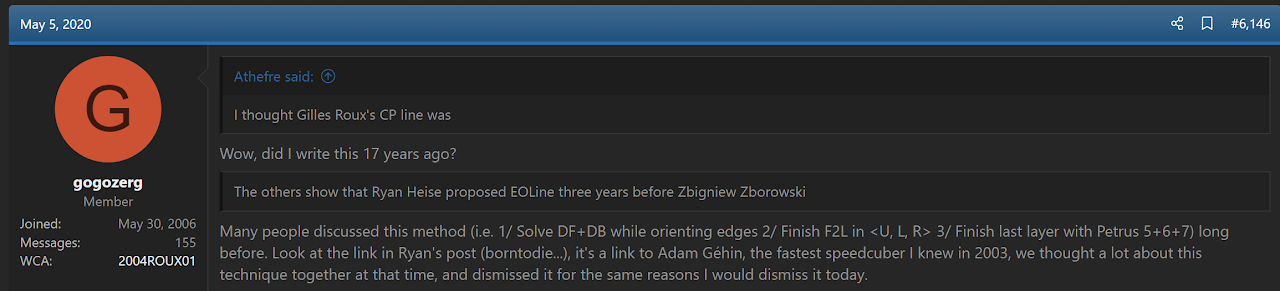 May 5, 2020
#6,146
G
gogozerg
Member
Joined: May 30, 2006
Messages: 155
WCA: 2004ROUX01
Athefre said:
I thought Gilles Roux's CP line was
Wow, did I write this 17 years ago?
The others show that Ryan Heise proposed EOLine three years before Zbigniew Zborowski
Many people discussed this method (i.e. 1/ Solve DF+DB while orienting edges 2/ Finish F2L in <U, L, R> 3/ Finish last layer with Petrus 5+6+7) long
before. Look at the link in Ryan's post (borntodie...), it's a link to Adam Géhin, the fastest speedcuber I knew in 2003, we thought a lot about this
technique together at that time, and dismissed it for the same reasons I would dismiss it today.